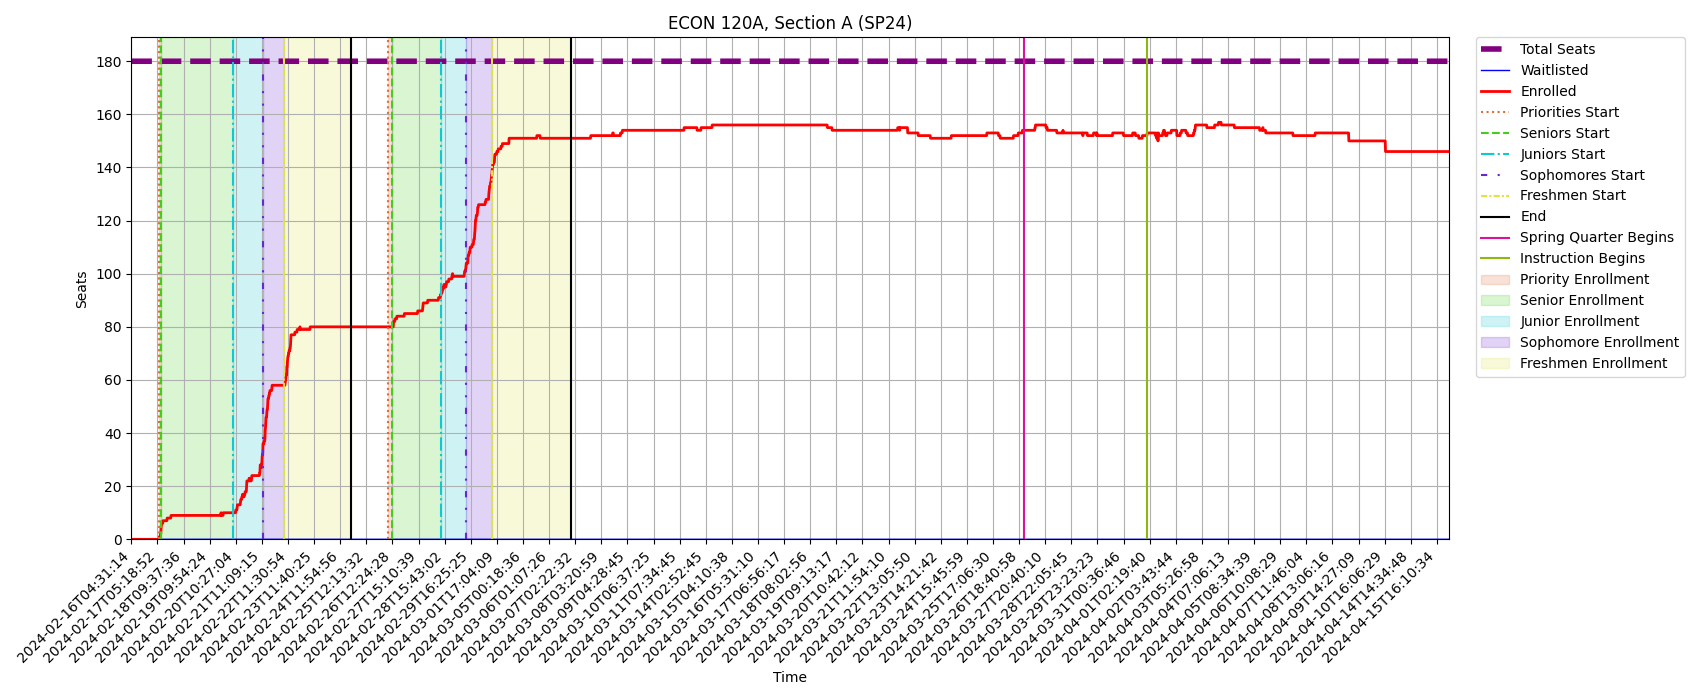 ECON 120A, Section A (SP24)
Seats
180
160
140
120
100
80
60
40
20
0
2024-02-16T04:31:14
2024-02-17T05:18:52
2024-02-18T09:37:36
2024-02-19T09:54:24
2024-02-20T10:27:04
2024-02-21T11:09:15
2024-02-22T11:30:54
2024-02-23T11:40:25
2024-02-24T11:54:56
2024-02-25T12:13:32
2024-02-26T12:24:28
2024-02-27T15:10:39
2024-02-28T15:43:02
2024-02-29T16:25:25
2024-03-01T17:04:09
2024-03-05T00:18:36
2024-03-06T01:07:26
2024-03-07T02:22:32
2024-03-08T03:20:59
2024-03-09T04:28:45
2024-03-10T06:37:25
2024-03-11T07:34:45
2024-03-14T02:52:45
2024-03-15T04:10:38
2024-03-16T05:31:10
2024-03-17T06:56:17
2024-03-18T08:02:56
2024-03-19T09:13:17
2024-03-20T10:42:12
2024-03-21T11:54:10
2024-03-22T13:05:50
2024-03-23T14:21:42
2024-03-24T15:45:59
2024-03-25T17:06:30
2024-03-26T18:40:58
2024-03-27T20:40:10
2024-03-28T22:05:45
2024-03-29T23:23:23
2024-03-31T00:36:46
2024-04-01T02:19:40
2024-04-02T03:43:44
2024-04-03T05:26:58
2024-04-04T07:06:13
2024-04-05T08:34:39
2024-04-06T10:08:29
2024-04-07T11:46:04
2024-04-08T13:06:16
2024-04-09T14:27:09
2024-04-10T16:06:29
2024-04-14T14:34:48
2024-04-15T16:10:34
Time
Total Seats
Waitlisted
Enrolled
Priorities Start
Seniors Start
Juniors Start
Sophomores Start
Freshmen Start
End
Spring Quarter Begins
Instruction Begins
Priority Enrollment
Senior Enrollment
Junior Enrollment
Sophomore Enrollment
Freshmen Enrollment